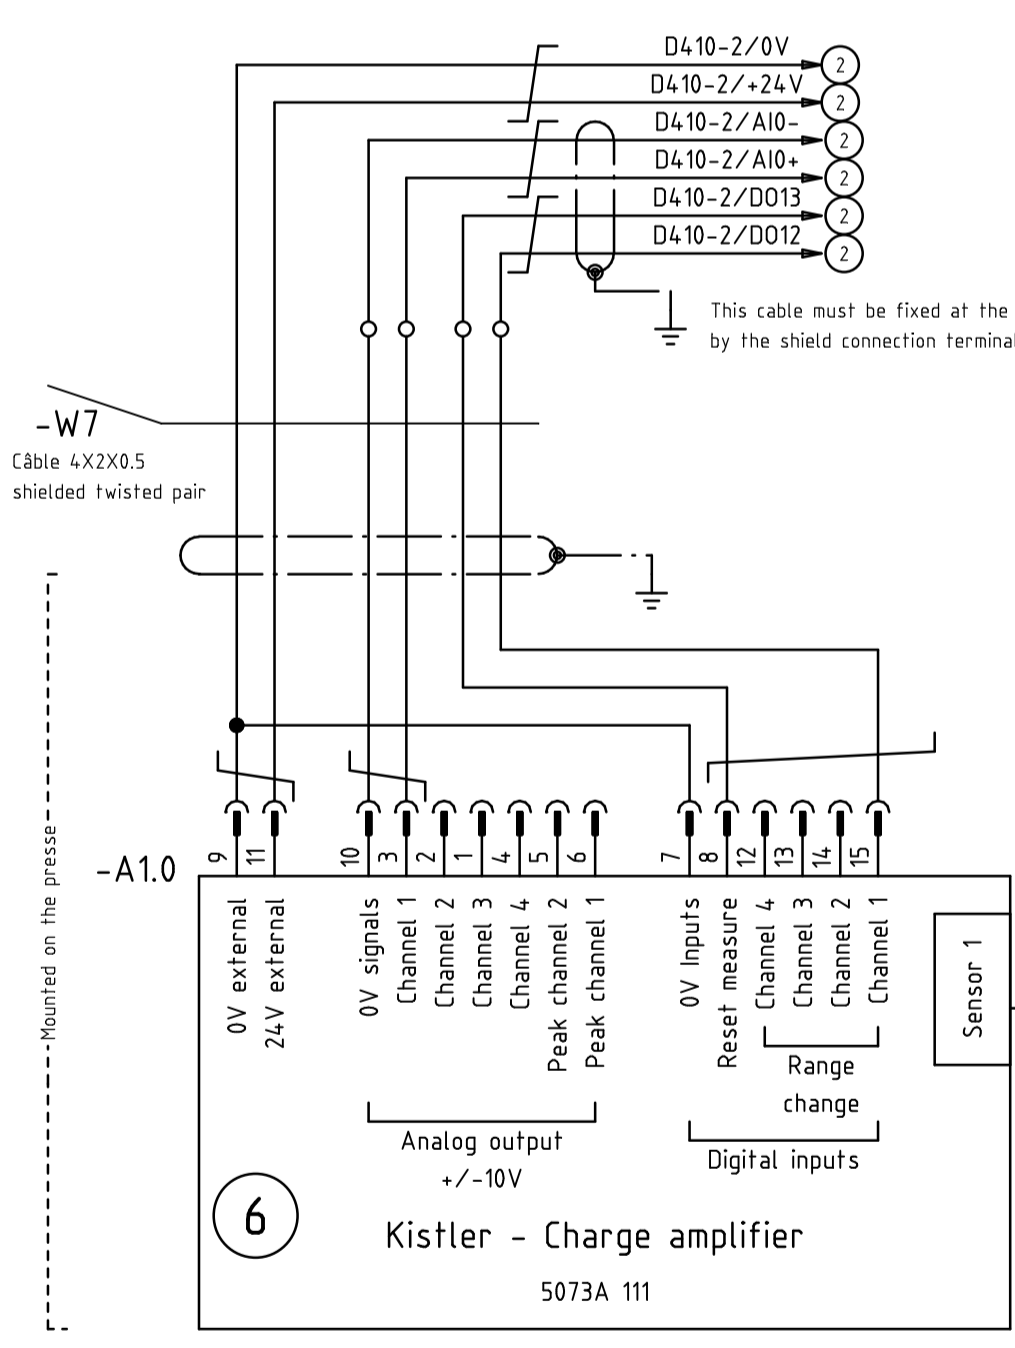 D410-2/0V
2
D410-2/+24V
2
D410-2/AI0-
2
D410-2/AI0+
2
D410-2/DO13
2
D410-2/DO12
2
This cable must be fixed at the
by the shield connection terminal
-W7
Câble 4X2X0.5
shielded twisted pair
Mounted on the presse
-A1.0
9
11
10
3
2
1
4
5
6
7
8
12
13
14
15
0V external
24V external
0V signals
Channel 1
Channel 2
Channel 3
Channel 4
Peak channel 2
Peak channel 1
0V Inputs
Reset measure
Channel 4
Channel 3
Channel 2
Channel 1
Sensor 1
Range
change
Analog output
+/-10V
Digital inputs
6
Kistler - Charge amplifier
5073A 111